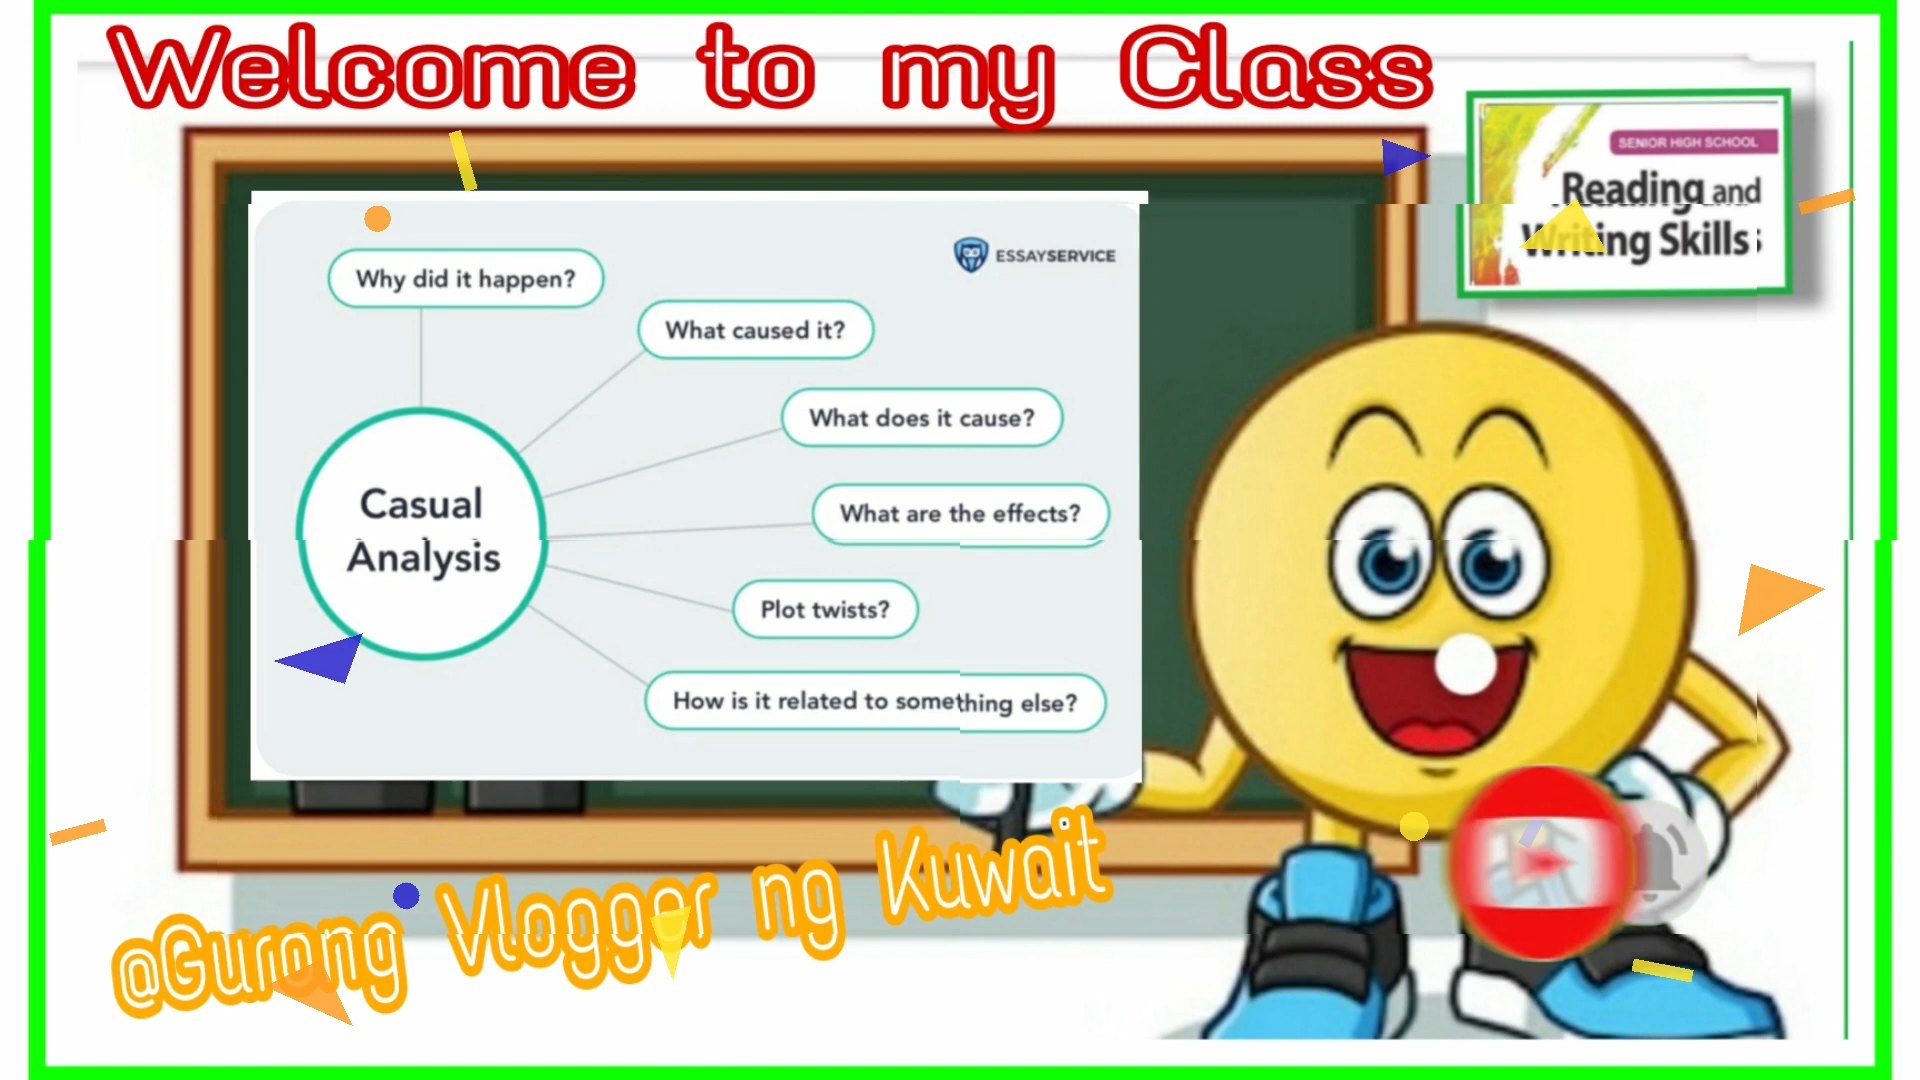 Welcome to my Class
SENIOR HIGH SCHOOL
Reading and
Writing Skills
ESSAYSERVICE
Why did it happen?
What caused it?
What does it cause?
What are the effects?
Casual
Analysis
Plot twists?
How is it related to something else?
@Gurong Vlogger ng Kuwait